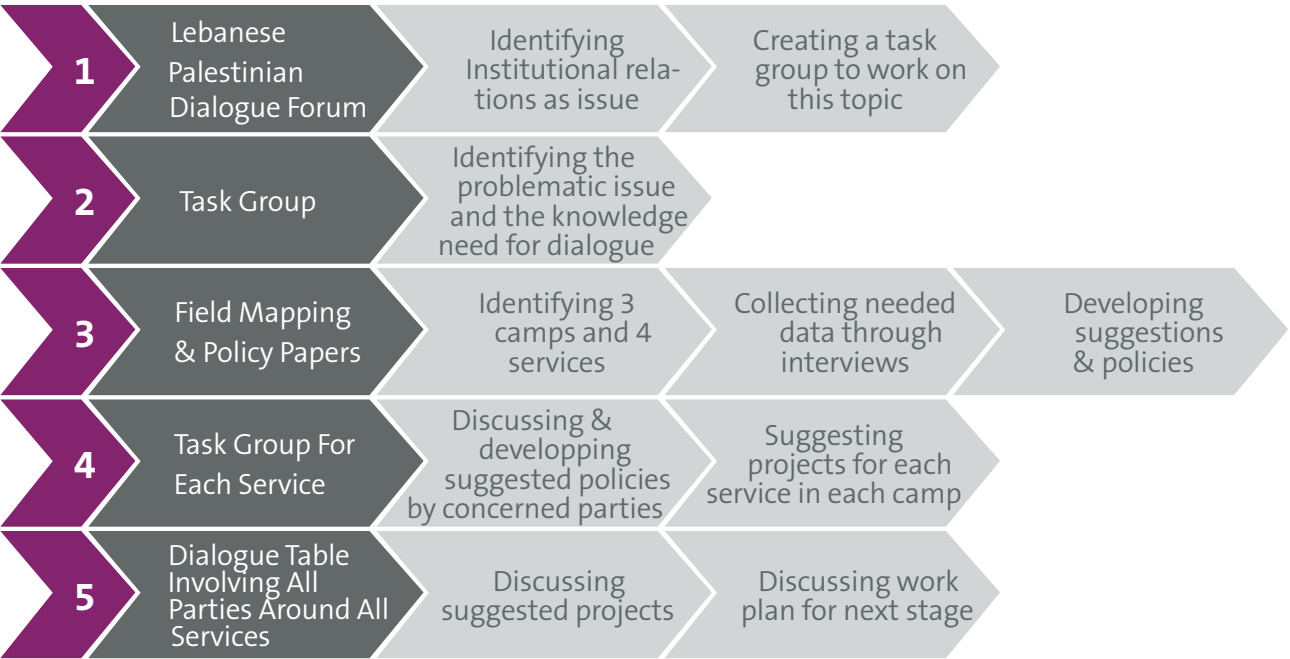 1
Lebanese
Palestinian
Dialogue Forum
Identifying
Institutional rela-
tions as issue
Creating a task
group to work on
this topic
2
Task Group
Identifying the
problematic issue
and the knowledge
need for dialogue
3
Field Mapping
& Policy Papers
Identifying 3
camps and 4
services
Collecting needed
data through
interviews
Developing
suggestions
& policies
4
Task Group For
Each Service
Discussing &
developping
suggested policies
by concerned parties
Suggesting
projects for each
service in each camp
5
Dialogue Table
Involving All
Parties Around All
Services
Discussing
suggested projects
Discussing work
plan for next stage